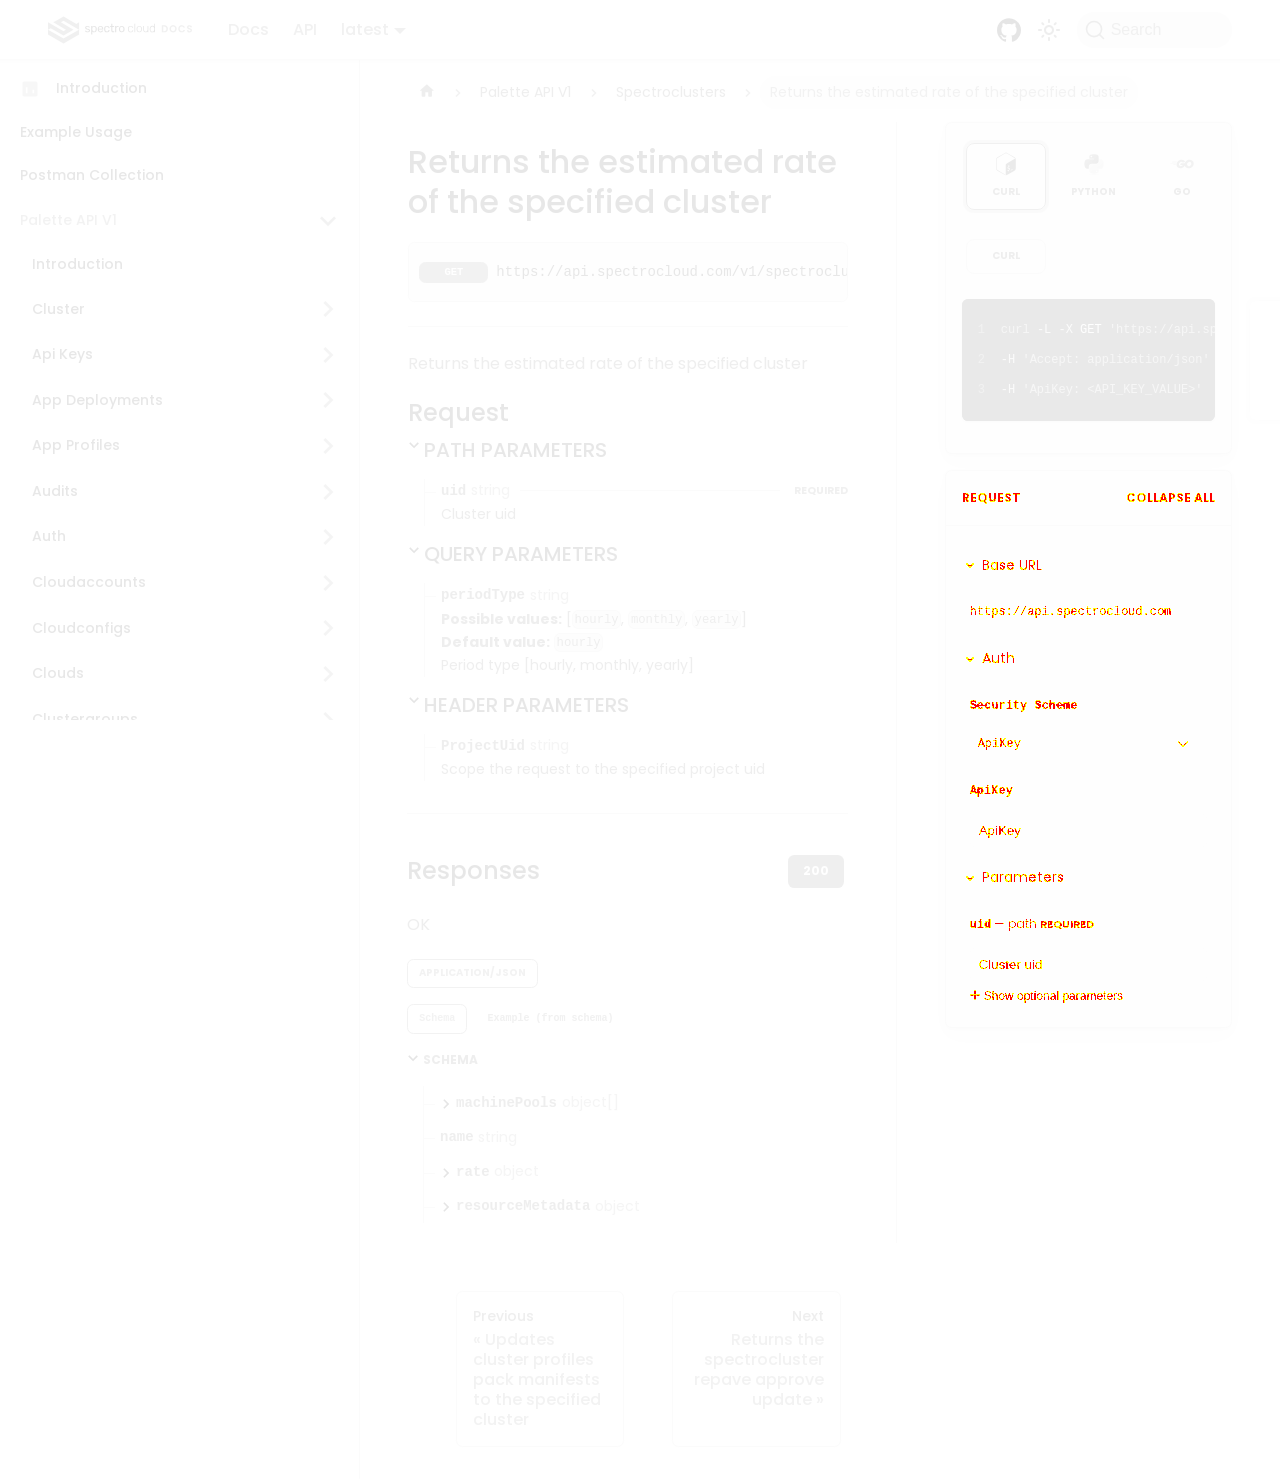 spectro cloud DOCS
Docs
API
latest
Search
Introduction
Example Usage
Postman Collection
Palette API V1
Introduction
Cluster
Api Keys
App Deployments
App Profiles
Audits
Auth
Cloudaccounts
Cloudconfigs
Clouds
Clustergroups
Palette API V1
Spectroclusters
Returns the estimated rate of the specified cluster
Returns the estimated rate
of the specified cluster
GET https://api.spectrocloud.com/v1/spectroclu
Returns the estimated rate of the specified cluster
Request
PATH PARAMETERS
uid string REQUIRED
Cluster uid
QUERY PARAMETERS
periodType string
Possible values: [hourly, monthly, yearly]
Default value: hourly
Period type [hourly, monthly, yearly]
HEADER PARAMETERS
ProjectUid string
Scope the request to the specified project uid
Responses
200
OK
APPLICATION/JSON
Schema
Example (from schema)
SCHEMA
machinePools object[]
name string
rate object
resourceMetadata object
Previous
« Updates
cluster profiles
pack manifests
to the specified
cluster
Next
Returns the
spectrocluster
repave approve
update »
CURL
PYTHON
GO
GO
CURL
1 curl -L -X GET 'https://api.sp
2 -H 'Accept: application/json'
3 -H 'ApiKey: <API_KEY_VALUE>'
REQUEST
COLLAPSE ALL
Base URL
https://api.spectrocloud.com
Auth
Security Scheme
ApiKey
ApiKey
ApiKey
Parameters
uid — path REQUIRED
Cluster uid
Show optional parameters